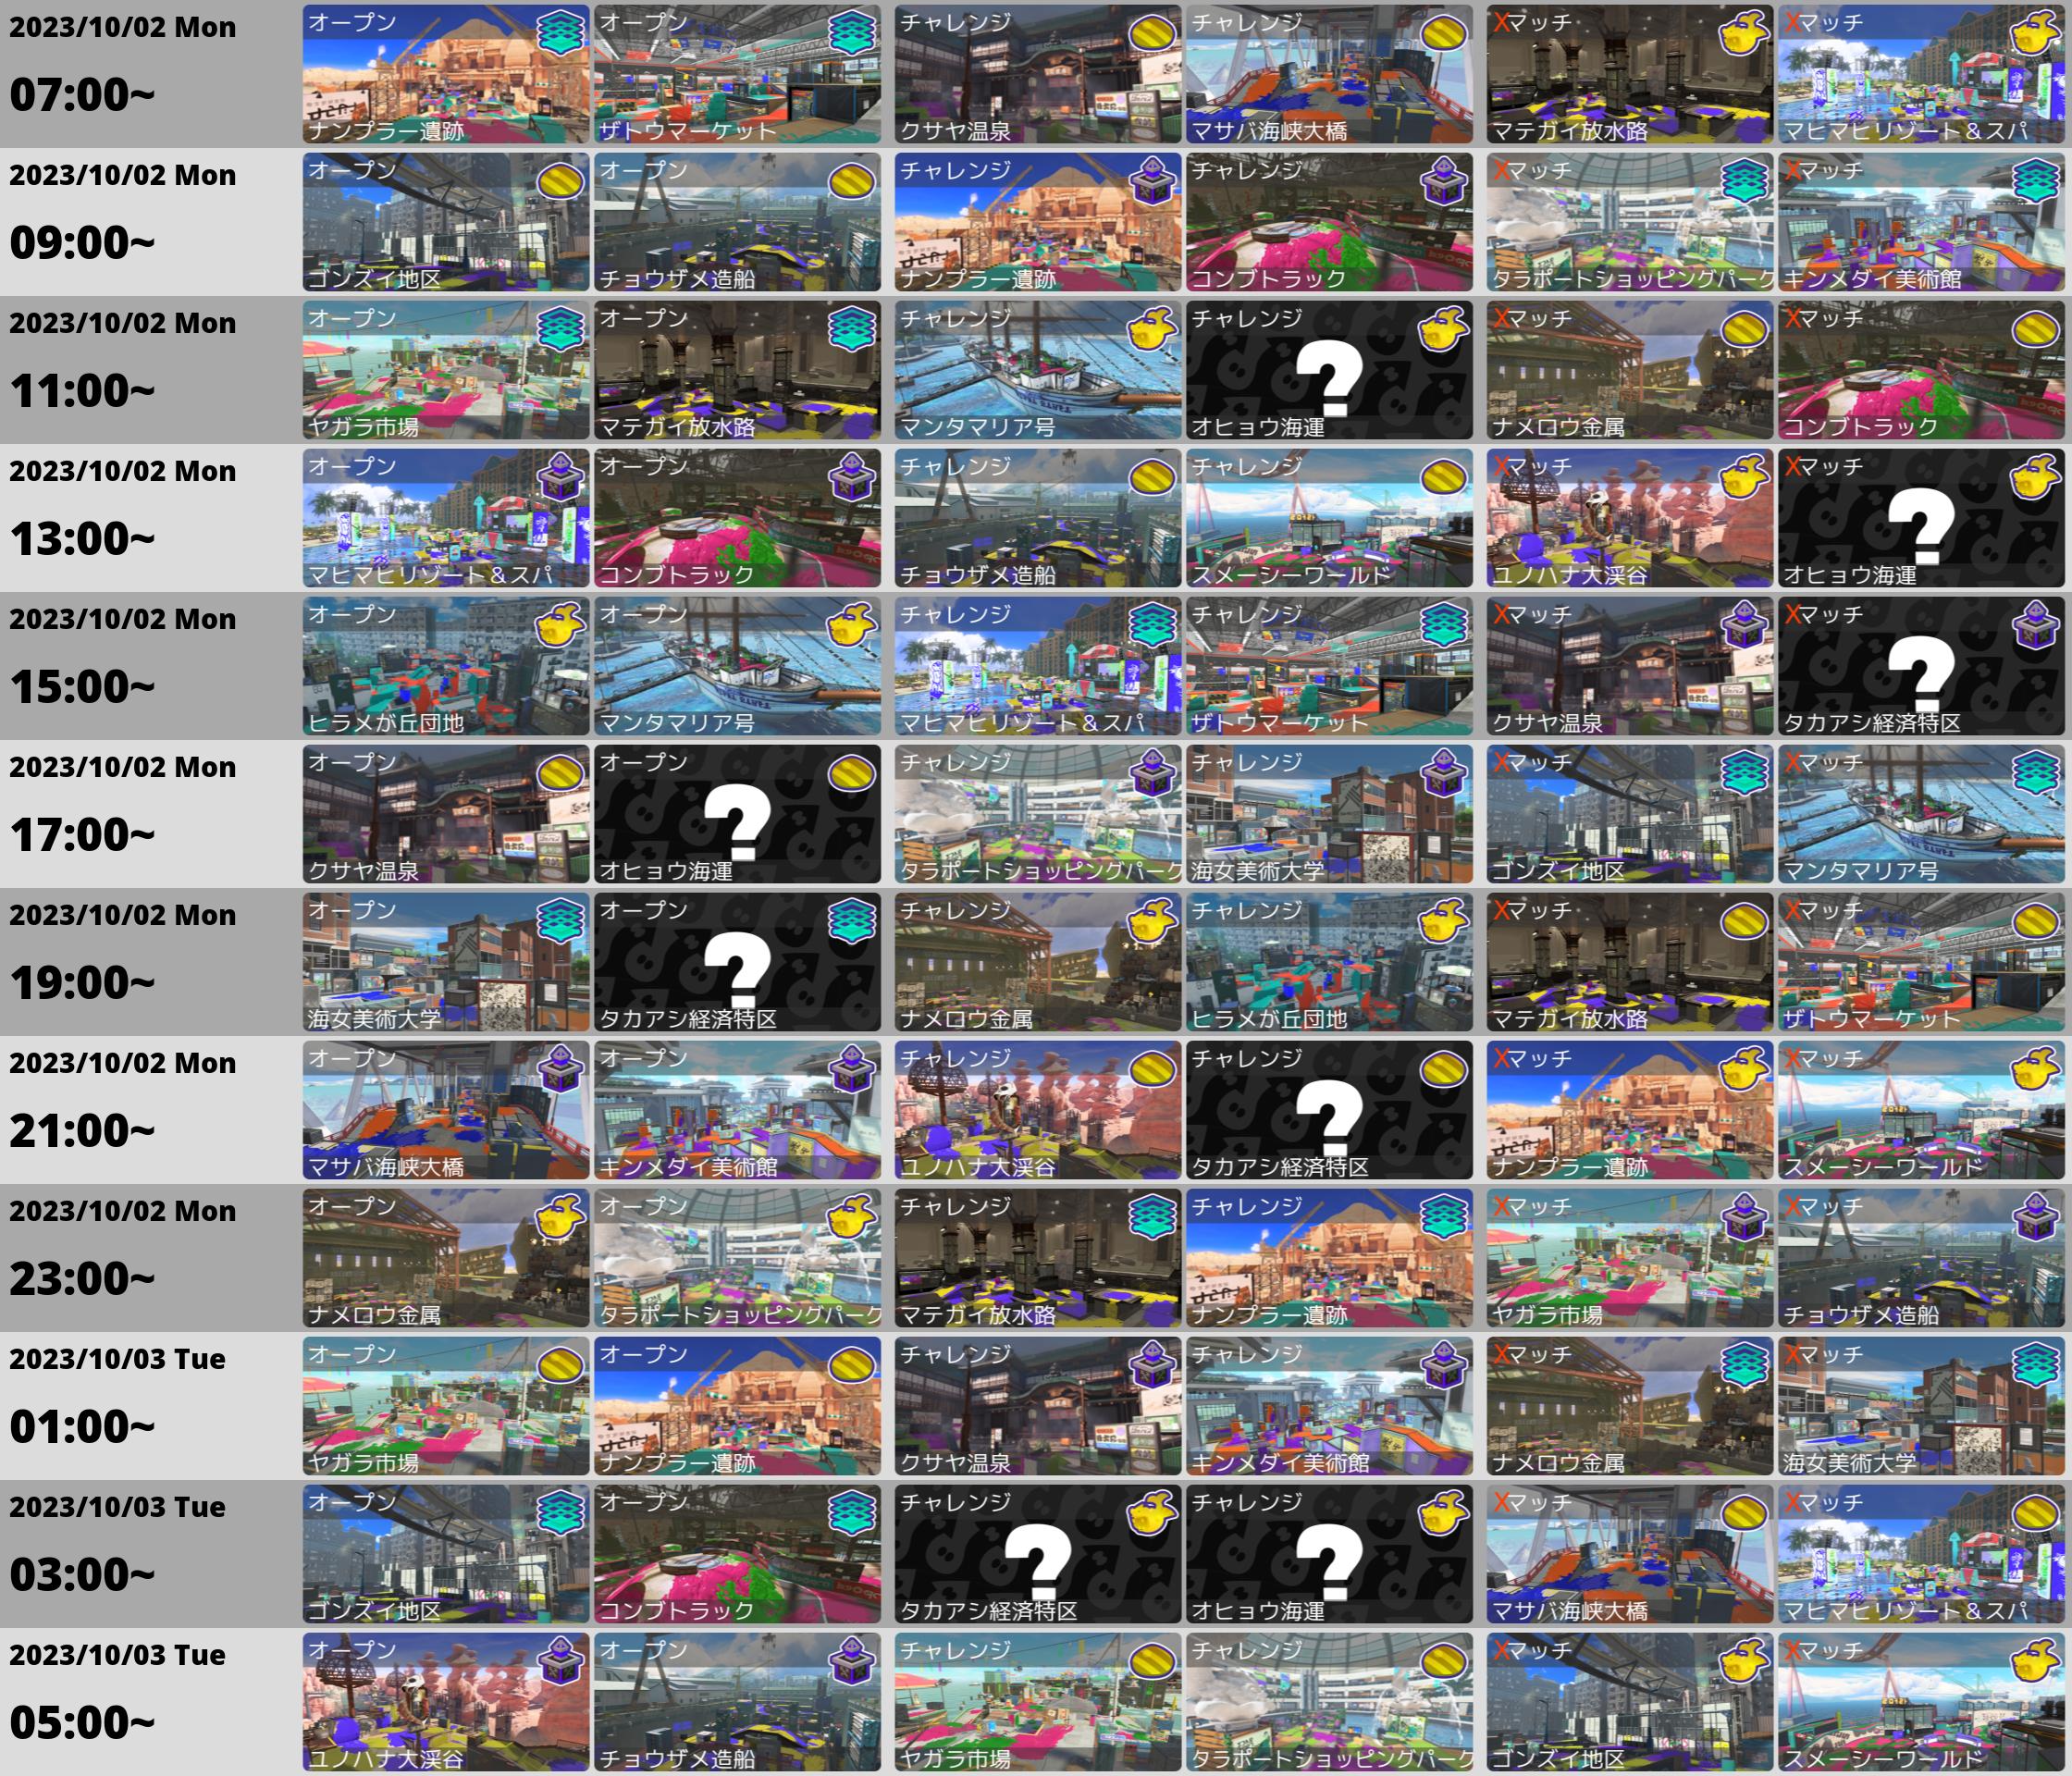 2023/10/02 Mon
07:00~
オープン オープン チャレンジ チャレンジ Xマッチ Xマッチ
ナンプラー遺跡 ザトウマーケット クサヤ温泉 マサバ海峡大橋 マテガイ放水路 マヒマヒリゾート＆スパ
2023/10/02 Mon
09:00~
オープン オープン チャレンジ チャレンジ Xマッチ Xマッチ
ゴンズイ地区 チョウザメ造船 ナンプラー遺跡 コンブトラック タラポートショッピングパーク キンメダイ美術館
2023/10/02 Mon
11:00~
オープン オープン チャレンジ チャレンジ Xマッチ Xマッチ
ヤガラ市場 マテガイ放水路 マンタマリア号 オヒョウ海運 ナメロウ金属 コンブトラック
2023/10/02 Mon
13:00~
オープン オープン チャレンジ チャレンジ Xマッチ Xマッチ
マヒマヒリゾート＆スパ コンブトラック チョウザメ造船 スメーシーワールド ユノハナ大渓谷 オヒョウ海運
2023/10/02 Mon
15:00~
オープン オープン チャレンジ チャレンジ Xマッチ Xマッチ
ヒラメが丘団地 マンタマリア号 マヒマヒリゾート＆スパ ザトウマーケット クサヤ温泉 タカアシ経済特区
2023/10/02 Mon
17:00~
オープン オープン チャレンジ チャレンジ Xマッチ Xマッチ
クサヤ温泉 オヒョウ海運 タラポートショッピングパーク 海女美術大学 ゴンズイ地区 マンタマリア号
2023/10/02 Mon
19:00~
オープン オープン チャレンジ チャレンジ Xマッチ Xマッチ
海女美術大学 タカアシ経済特区 ナメロウ金属 ヒラメが丘団地 マテガイ放水路 ザトウマーケット
2023/10/02 Mon
21:00~
オープン オープン チャレンジ チャレンジ Xマッチ Xマッチ
マサバ海峡大橋 キンメダイ美術館 ユノハナ大渓谷 タカアシ経済特区 ナンプラー遺跡 スメーシーワールド
2023/10/02 Mon
23:00~
オープン オープン チャレンジ チャレンジ Xマッチ Xマッチ
ナメロウ金属 タラポートショッピングパーク マテガイ放水路 ナンプラー遺跡 ヤガラ市場 チョウザメ造船
2023/10/03 Tue
01:00~
オープン オープン チャレンジ チャレンジ Xマッチ Xマッチ
ヤガラ市場 ナンプラー遺跡 クサヤ温泉 キンメダイ美術館 ナメロウ金属 海女美術大学
2023/10/03 Tue
03:00~
オープン オープン チャレンジ チャレンジ Xマッチ Xマッチ
ゴンズイ地区 コンブトラック タカアシ経済特区 オヒョウ海運 マサバ海峡大橋 マヒマヒリゾート＆スパ
2023/10/03 Tue
05:00~
オープン オープン チャレンジ チャレンジ Xマッチ Xマッチ
ユノハナ大渓谷 チョウザメ造船 ヤガラ市場 タラポートショッピングパーク ゴンズイ地区 スメーシーワールド